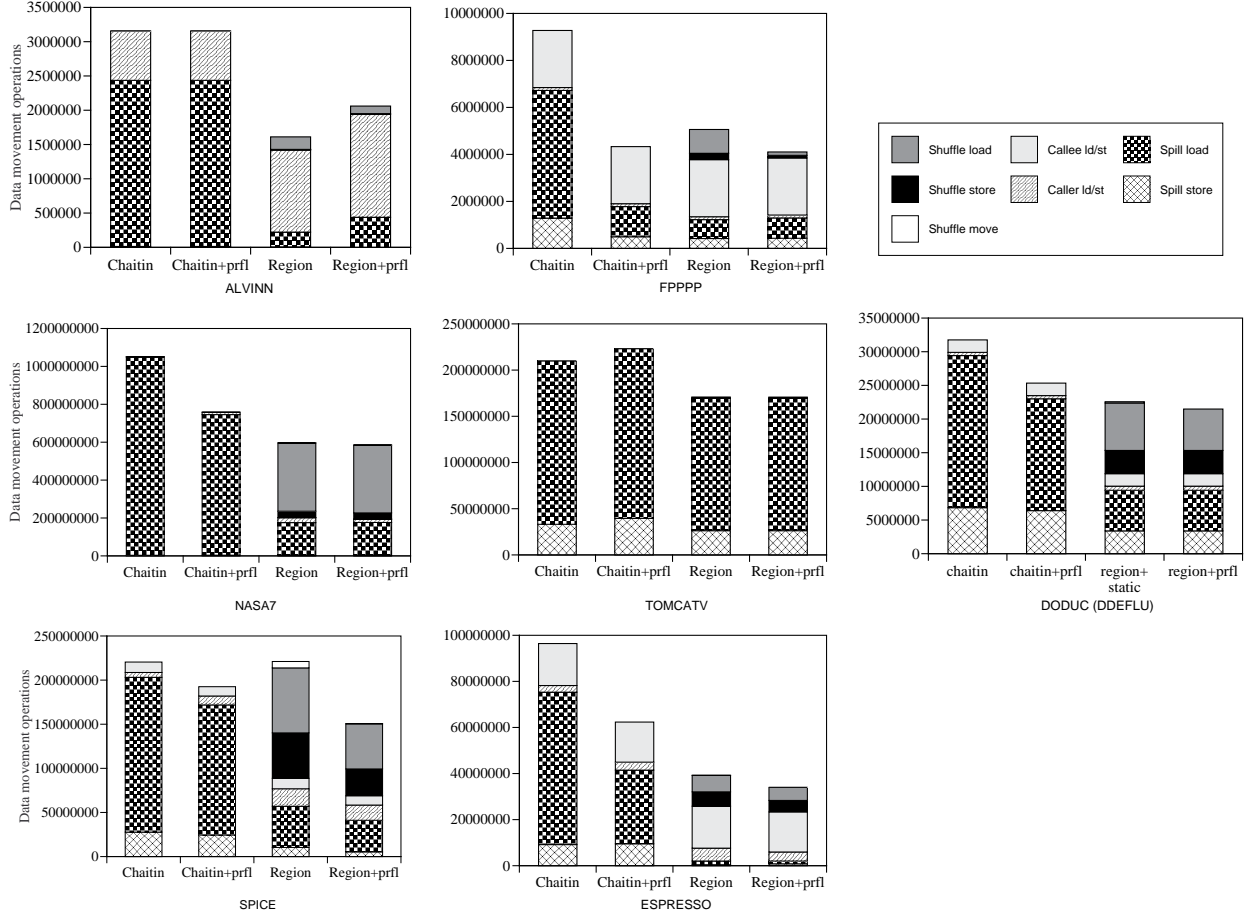 3500000
3000000
2500000
2000000
1500000
1000000
500000
0
Data movement operations
Chaitin Chaitin+prfl Region Region+prfl
ALVINN
10000000
8000000
6000000
4000000
2000000
0
Chaitin Chaitin+prfl Region Region+prfl
FPPPP
Shuffle load Callee ld/st Spill load
Shuffle store Caller ld/st Spill store
Shuffle move
1200000000
1000000000
800000000
600000000
400000000
200000000
0
Data movement operations
Chaitin Chaitin+prfl Region Region+prfl
NASA7
250000000
200000000
150000000
100000000
50000000
0
Chaitin Chaitin+prfl Region Region+prfl
TOMCATV
35000000
30000000
25000000
20000000
15000000
10000000
5000000
0
chaitin chaitin+prfl region+ region+prfl
static
DODUC (DDEFLU)
250000000
200000000
150000000
100000000
50000000
0
Data movement operations
Chaitin Chaitin+prfl Region Region+prfl
SPICE
100000000
80000000
60000000
40000000
20000000
0
Chaitin Chaitin+prfl Region Region+prfl
ESPRESSO